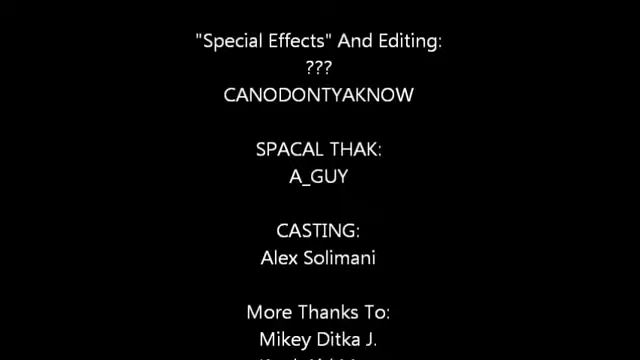 "Special Effects" And Editing:
???
CANODONTYAKNOW
SPACAL THAK:
A_GUY
CASTING:
Alex Solimani
More Thanks To:
Mikey Ditka J.